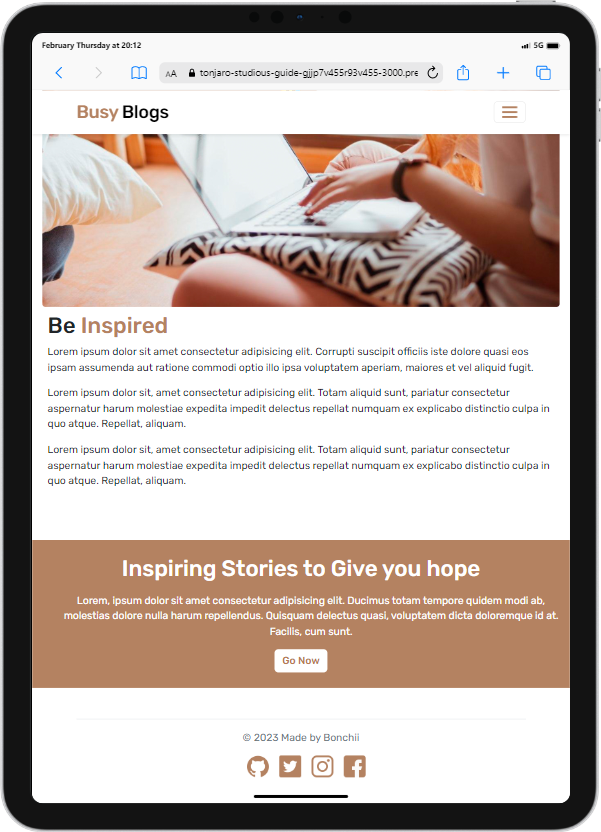 February Thursday at 20:12
5G
AA
tonjaro-studious-guide-gjjp7v455r93v455-3000.pre
Busy Blogs
Be Inspired
Lorem ipsum dolor sit amet consectetur adipisicing elit. Corrupti suscipit officiis iste dolore quasi eos
ipsam assumenda aut ratione commodi optio illo ipsa voluptatem aperiam, maiores et vel aliquid fugit.
Lorem ipsum dolor sit, amet consectetur adipisicing elit. Totam aliquid sunt, pariatur consectetur
aspernatur harum molestiae expedita impedit delectus repellat numquam ex explicabo distinctio culpa in
quo atque. Repellat, aliquam.
Lorem ipsum dolor sit, amet consectetur adipisicing elit. Totam aliquid sunt, pariatur consectetur
aspernatur harum molestiae expedita impedit delectus repellat numquam ex explicabo distinctio culpa in
quo atque. Repellat, aliquam.
Inspiring Stories to Give you hope
Lorem, ipsum dolor sit amet consectetur adipisicing elit. Ducimus totam tempore quidem modi ab,
molestias dolore nulla harum repellendus. Quisquam delectus quasi, voluptatem dicta doloremque id at.
Facilis, cum sunt.
Go Now
© 2023 Made by Bonchii